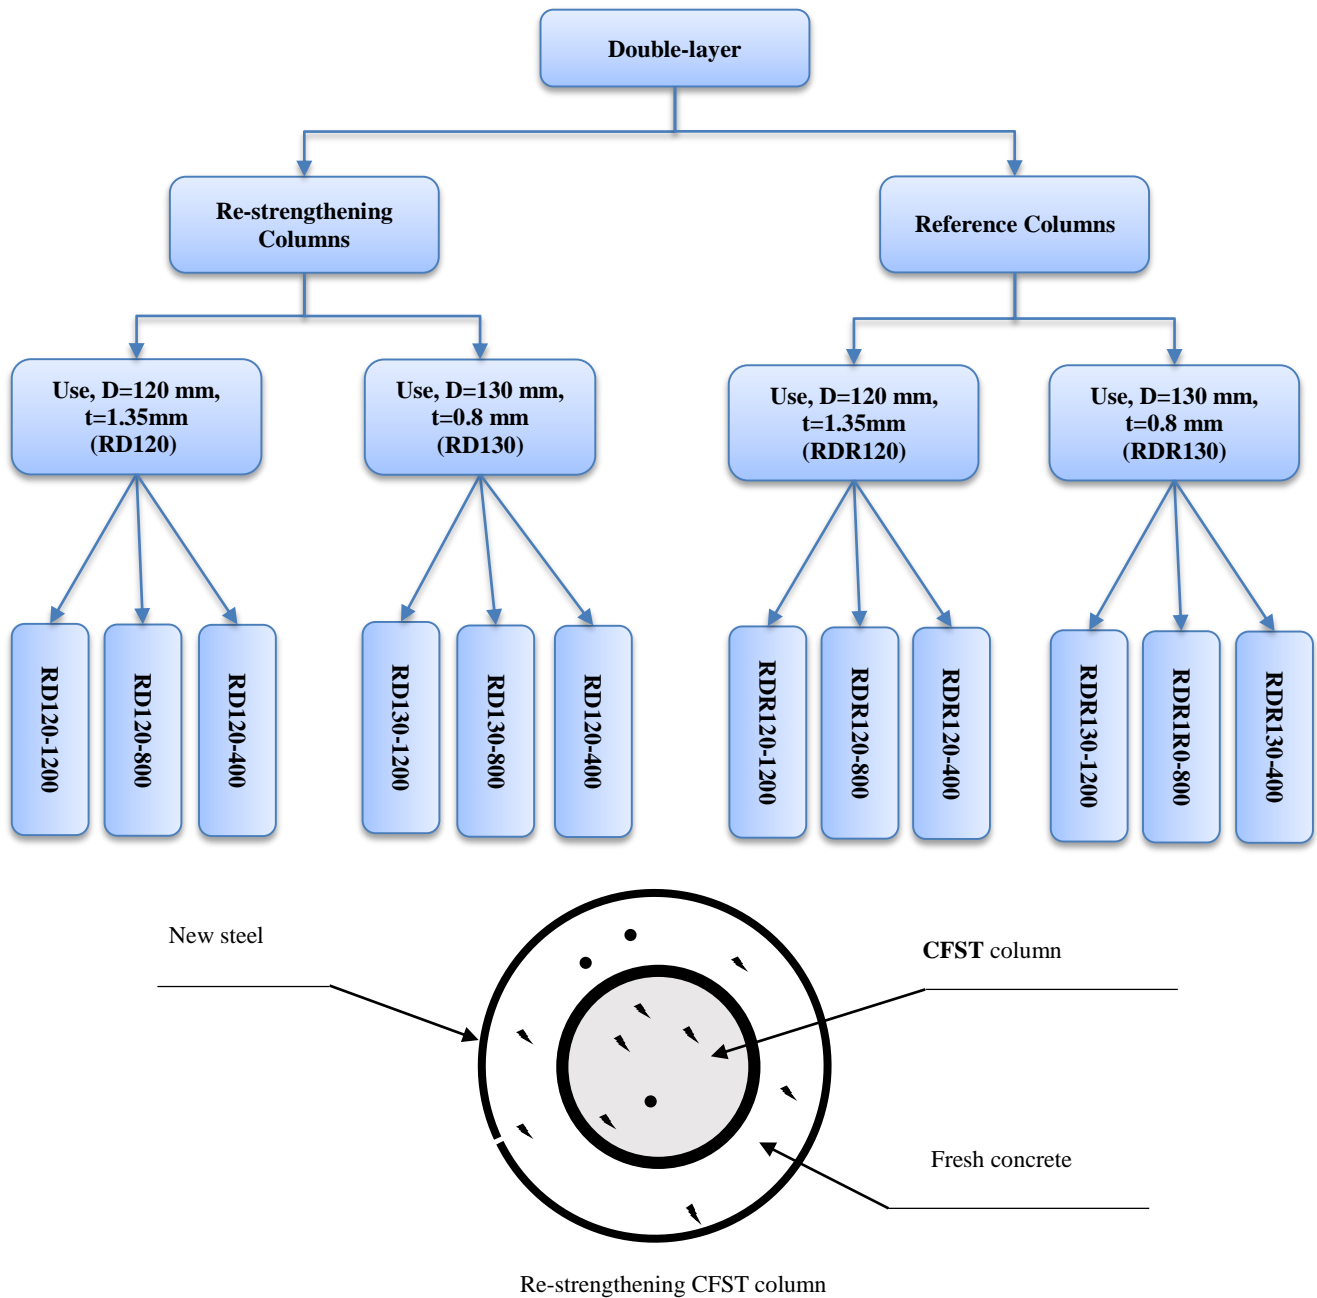 Double-layer
Re-strengthening
Columns
Reference Columns
Use, D=120 mm,
t=1.35mm
(RD120)
Use, D=130 mm,
t=0.8 mm
(RD130)
Use, D=120 mm,
t=1.35mm
(RDR120)
Use, D=130 mm,
t=0.8 mm
(RDR130)
RD120-1200
RD120-800
RD120-400
RD130-1200
RD130-800
RD120-400
RDR120-1200
RDR120-800
RDR120-400
RDR130-1200
RDR1R0-800
RDR130-400
New steel
CFST column
Fresh concrete
Re-strengthening CFST column